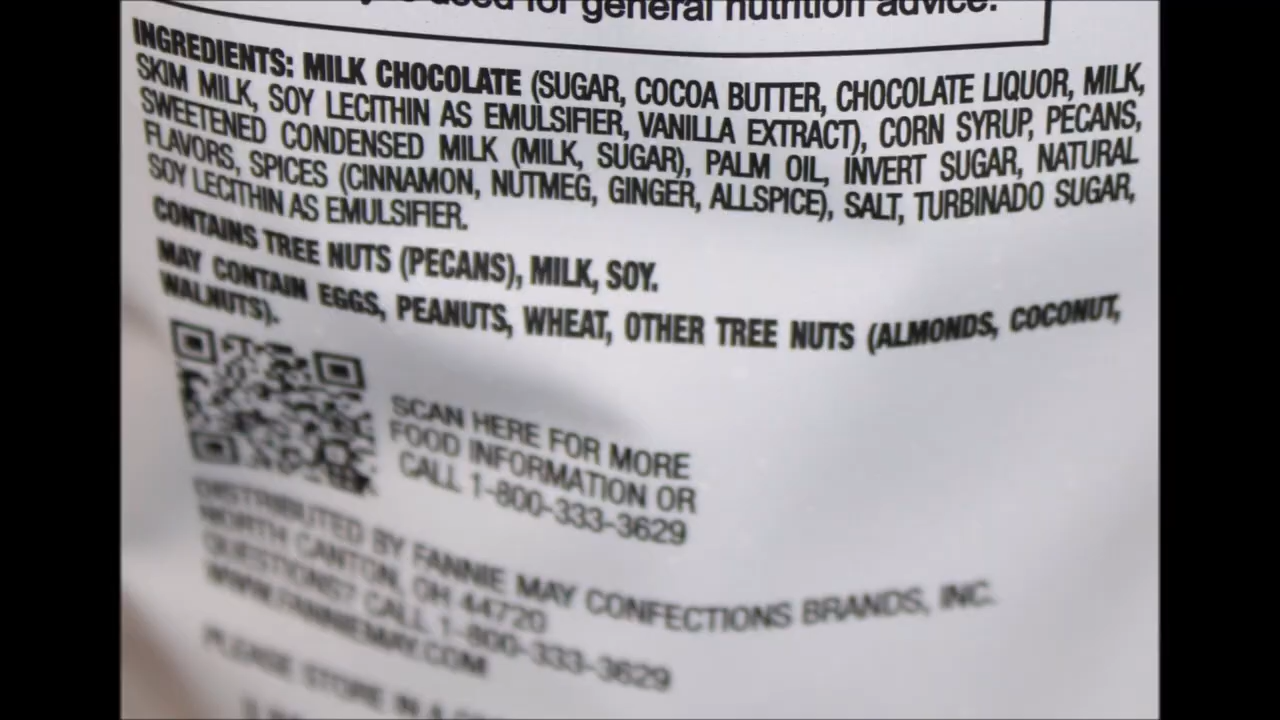 used for general nutrition advice.
INGREDIENTS: MILK CHOCOLATE (SUGAR, COCOA BUTTER, CHOCOLATE LIQUOR, MILK,
SKIM MILK, SOY LECITHIN AS EMULSIFIER, VANILLA EXTRACT), CORN SYRUP, PECANS,
SWEETENED CONDENSED MILK (MILK, SUGAR), PALM OIL, INVERT SUGAR, NATURAL
FLAVORS, SPICES (CINNAMON, NUTMEG, GINGER, ALLSPICE), SALT, TURBINADO SUGAR,
SOY LECITHIN AS EMULSIFIER.
CONTAINS TREE NUTS (PECANS), MILK, SOY.
MAY CONTAIN EGGS, PEANUTS, WHEAT, OTHER TREE NUTS (ALMONDS, COCONUT,
WALNUTS).
SCAN HERE FOR MORE
FOOD INFORMATION OR
CALL 1-800-333-3629
DISTRIBUTED BY FANNIE MAY CONFECTIONS BRANDS, INC.
NORTH CANTON, OH 44720
QUESTIONS? CALL 1-800-333-3629
WWW.FANNIEMAY.COM
PLEASE STORE IN A